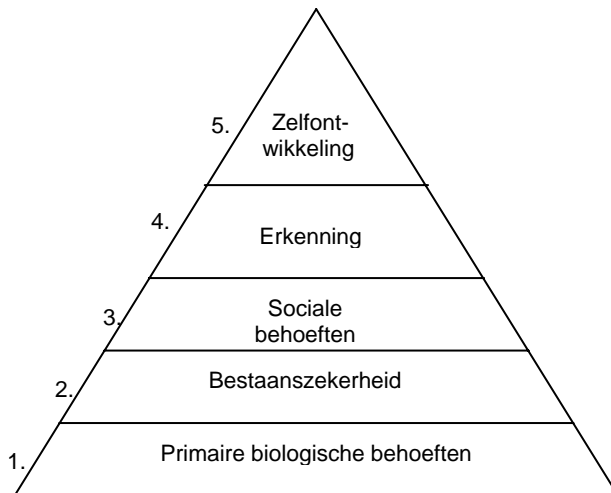 5.
Zelfont-
wikkeling
4.
Erkenning
3.
Sociale
behoeften
2.
Bestaanszekerheid
1.
Primaire biologische behoeften